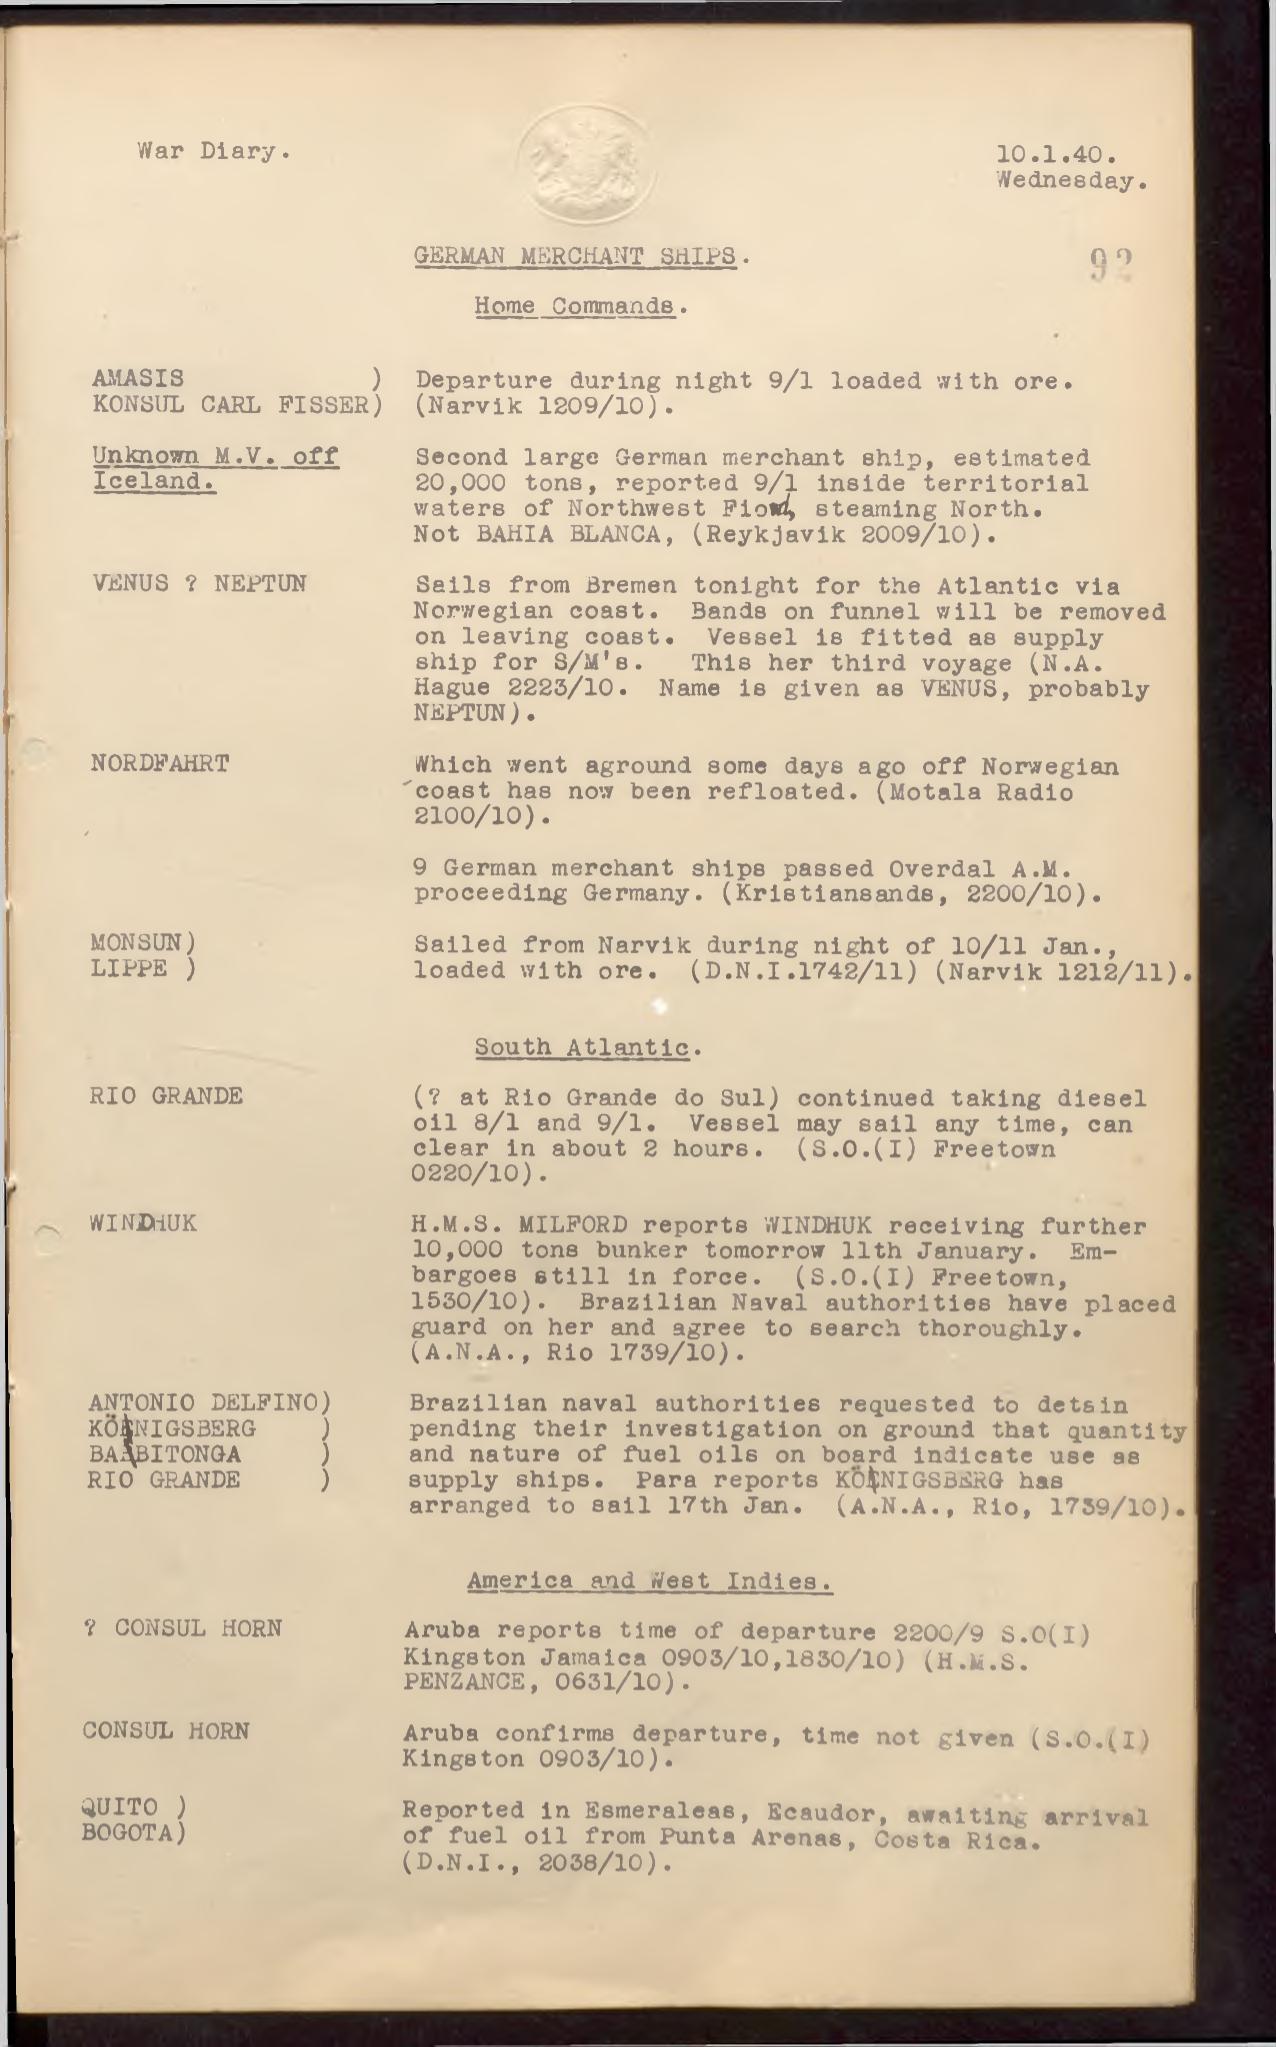 War Diary.
10.1.40.
Wednesday.
GERMAN MERCHANT SHIPS.
92
Home Commands.
AMASIS ) Departure during night 9/1 loaded with ore.
KONSUL CARL FISSER) (Narvik 1209/10).
Unknown M.V. off Second large German merchant ship, estimated
Iceland. 20,000 tons, reported 9/1 inside territorial
waters of Northwest Fiord, steaming North.
Not BAHIA BLANCA, (Reykjavik 2009/10).
VENUS ? NEPTUN Sails from Bremen tonight for the Atlantic via
Norwegian coast. Bands on funnel will be removed
on leaving coast. Vessel is fitted as supply
ship for S/M's. This her third voyage (N.A.
Hague 2223/10. Name is given as VENUS, probably
NEPTUN).
NORDFAHRT Which went aground some days ago off Norwegian
coast has now been refloated. (Motala Radio
2100/10).
9 German merchant ships passed Overdal A.M.
proceeding Germany. (Kristiansands, 2200/10).
MONSUN) Sailed from Narvik during night of 10/11 Jan.,
LIPPE ) loaded with ore. (D.N.I.1742/11) (Narvik 1212/11).
South Atlantic.
RIO GRANDE (? at Rio Grande do Sul) continued taking diesel
oil 8/1 and 9/1. Vessel may sail any time, can
clear in about 2 hours. (S.O.(I) Freetown
0220/10).
WINDHUK H.M.S. MILFORD reports WINDHUK receiving further
10,000 tons bunker tomorrow 11th January. Em-
bargoes still in force. (S.O.(I) Freetown,
1530/10). Brazilian Naval authorities have placed
guard on her and agree to search thoroughly.
(A.N.A., Rio 1739/10).
ANTONIO DELFINO) Brazilian naval authorities requested to detain
KÖNIGSBERG ) pending their investigation on ground that quantity
BABITONGA ) and nature of fuel oils on board indicate use as
RIO GRANDE ) supply ships. Para reports KÖNIGSBERG has
arranged to sail 17th Jan. (A.N.A., Rio, 1739/10).
America and West Indies.
? CONSUL HORN Aruba reports time of departure 2200/9 S.O(I)
Kingston Jamaica 0903/10,1830/10) (H.M.S.
PENZANCE, 0631/10).
CONSUL HORN Aruba confirms departure, time not given (S.O.(I)
Kingston 0903/10).
QUITO ) Reported in Esmeraleas, Ecaudor, awaiting arrival
BOGOTA) of fuel oil from Punta Arenas, Costa Rica.
(D.N.I., 2038/10).